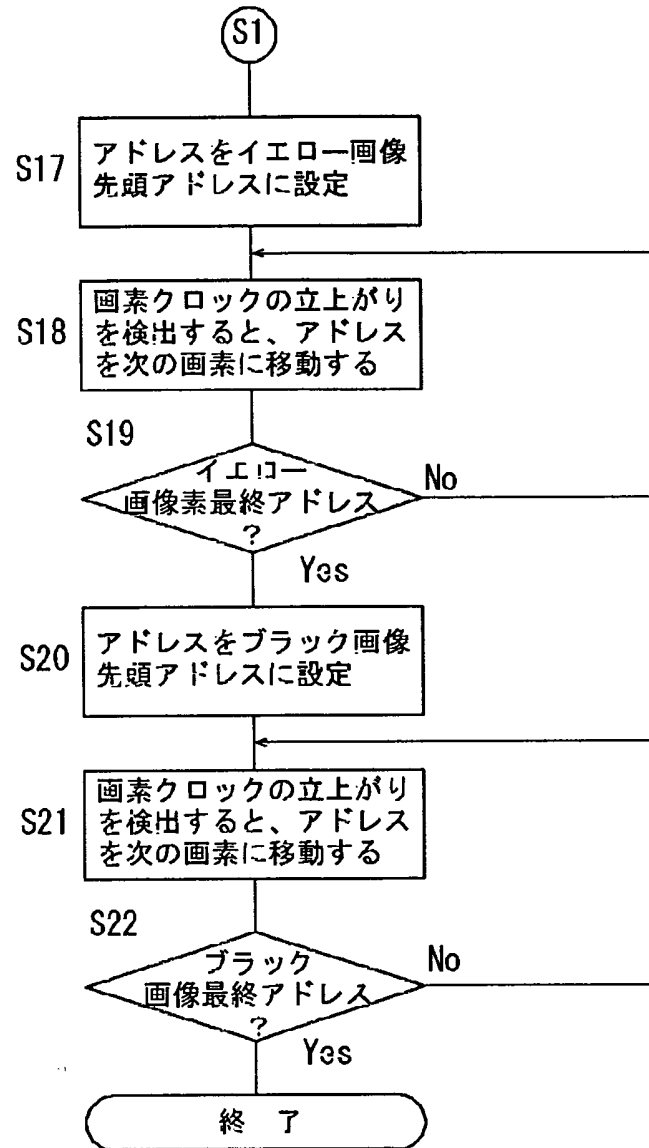 S1
S17
アドレスをイエロー画像
先頭アドレスに設定
S18
画素クロックの立上がり
を検出すると、アドレス
を次の画素に移動する
S19
イエロー
画像素最終アドレス
?
No
Yes
S20
アドレスをブラック画像
先頭アドレスに設定
S21
画素クロックの立上がり
を検出すると、アドレス
を次の画素に移動する
S22
ブラック
画像最終アドレス
?
No
Yes
終 了